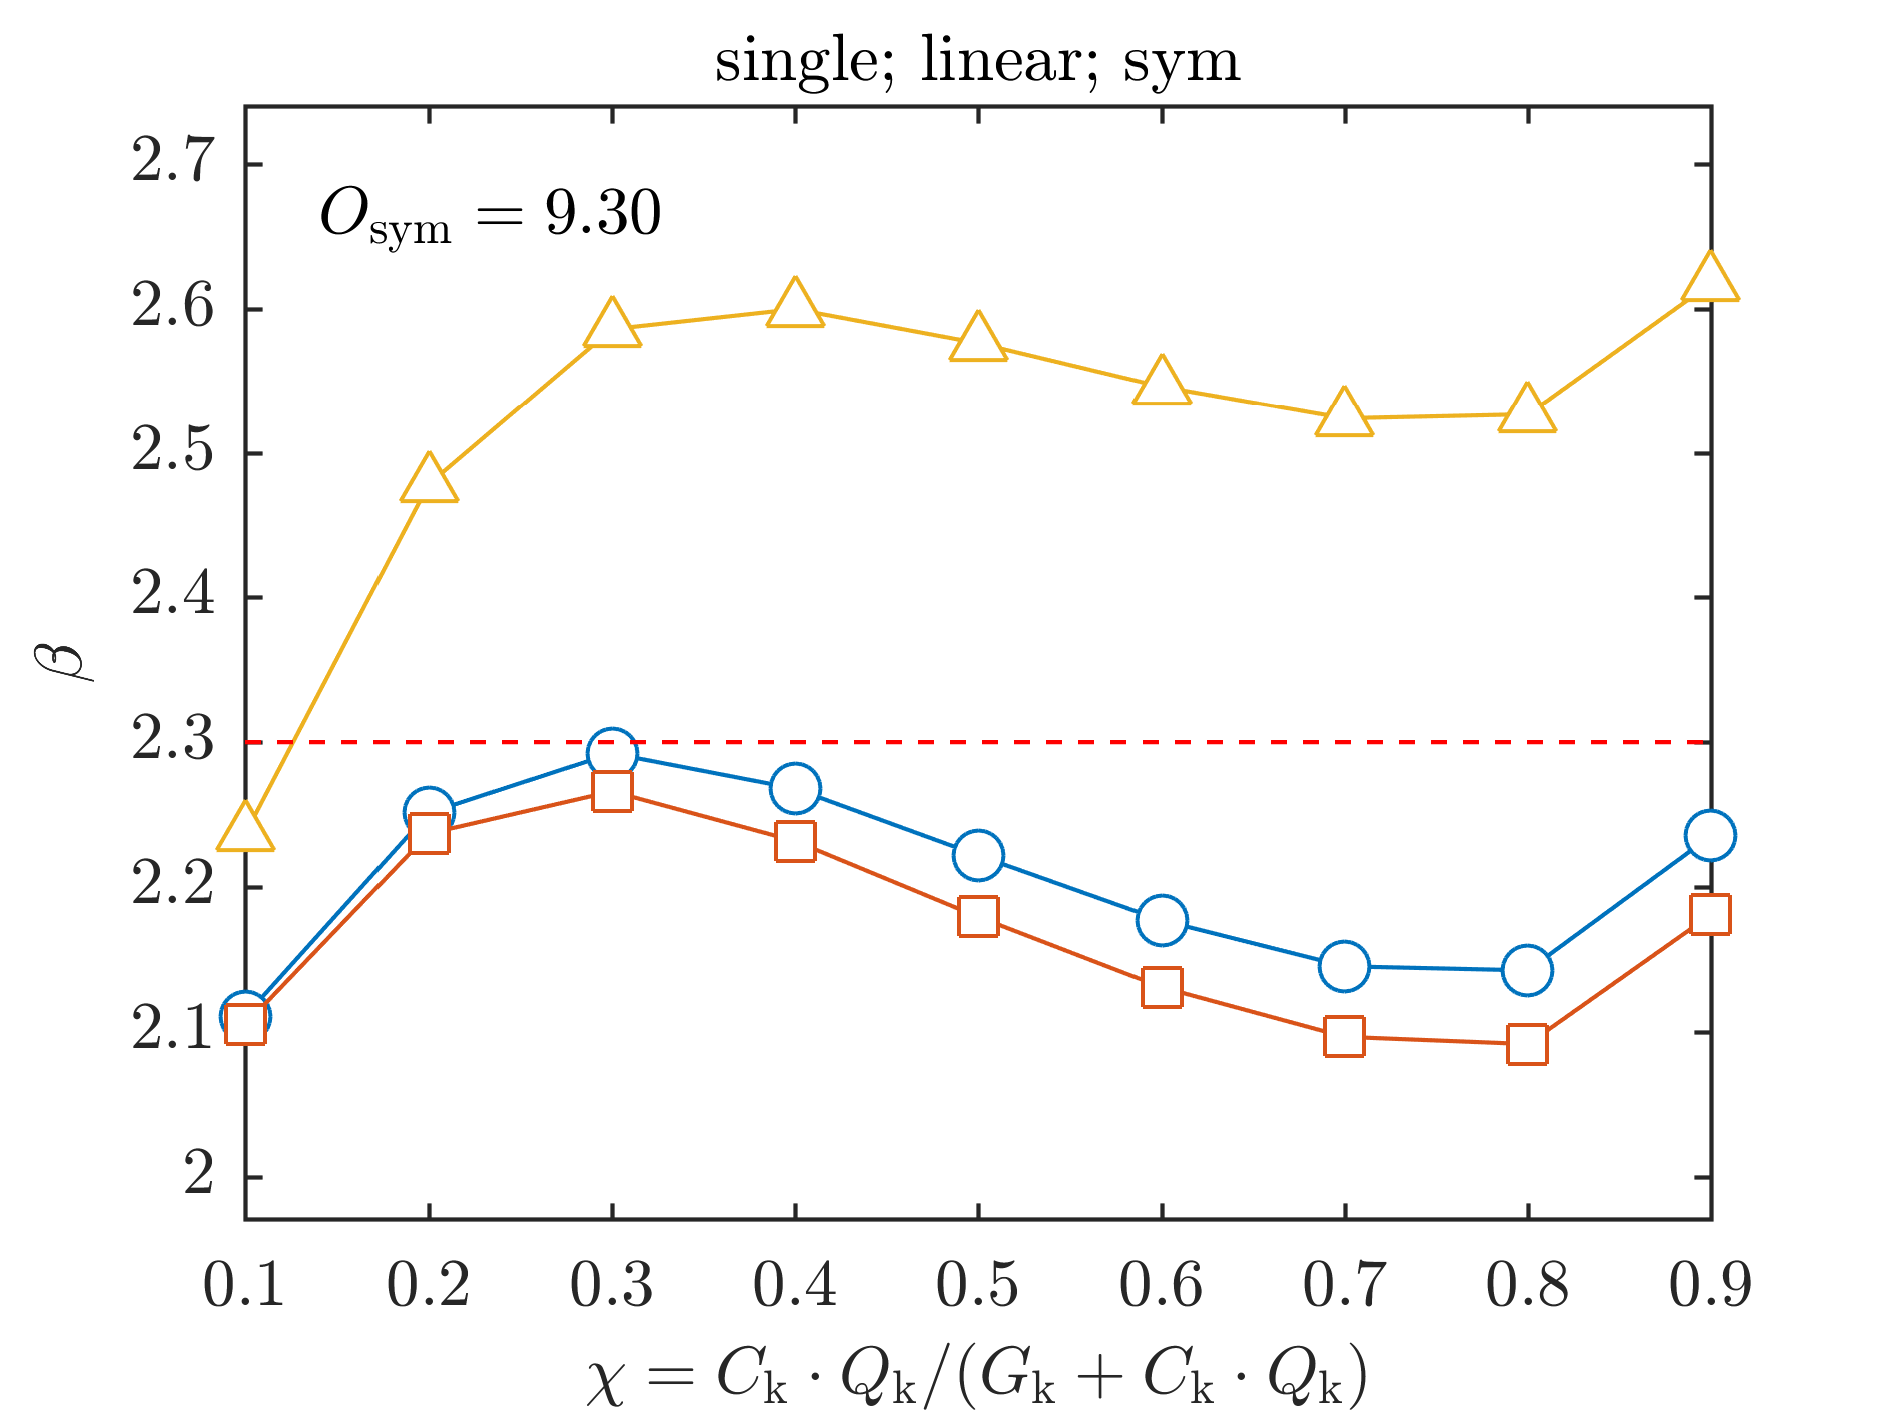 single; linear; sym
O_sym = 9.30
2.7
2.6
2.5
2.4
2.3
2.2
2.1
2
β
0.1 0.2 0.3 0.4 0.5 0.6 0.7 0.8 0.9
χ = C_k · Q_k/(G_k + C_k · Q_k)